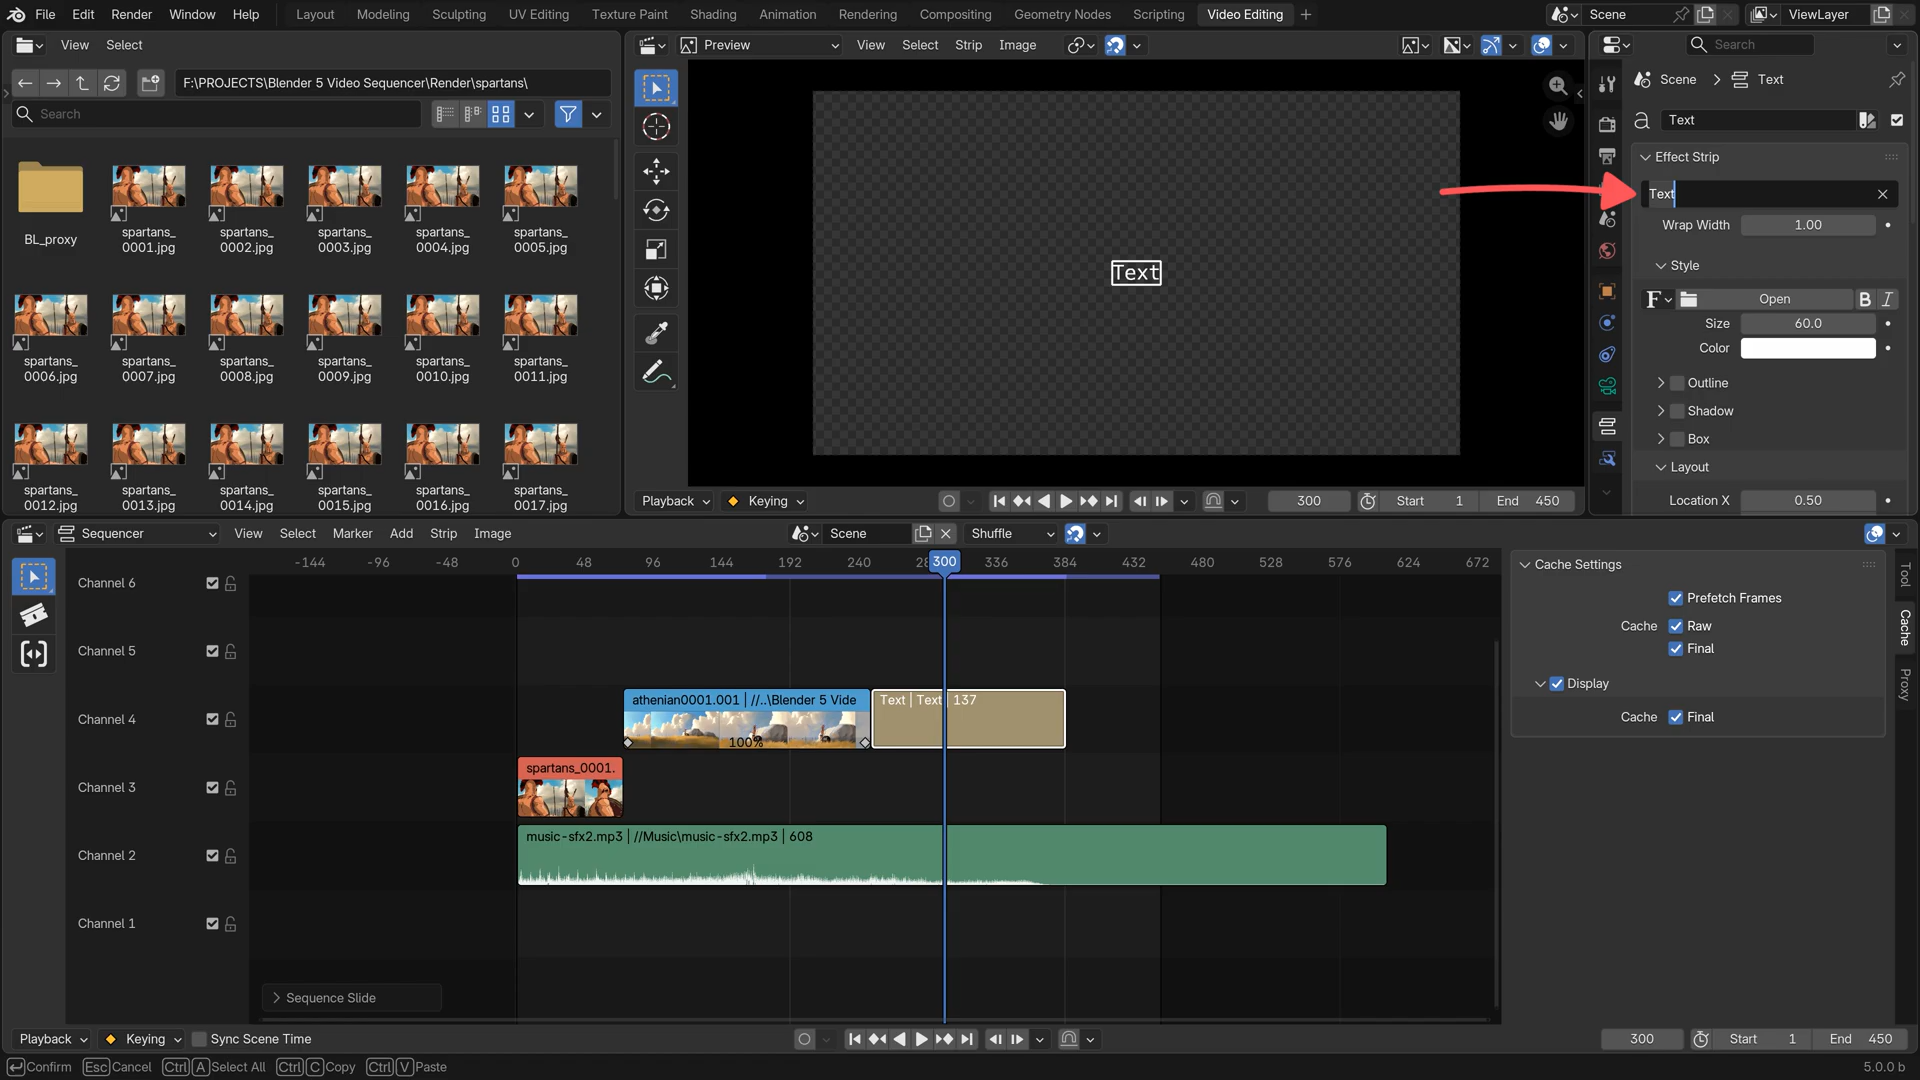 File Edit Render Window Help Layout Modeling Sculpting UV Editing Texture Paint Shading Animation Rendering Compositing Geometry Nodes Scripting Video Editing Scene ViewLayer
View Select
Preview View Select Strip Image
Search
F:\PROJECTS\Blender 5 Video Sequencer\Render\spartans\
Search
Scene Text
Text
Effect Strip
Text
Wrap Width 1.00
Style
F Open B I
Size 60.0
Color
Outline
Shadow
Box
Layout
Location X 0.50
BL_proxy
spartans_
0001.jpg
spartans_
0002.jpg
spartans_
0003.jpg
spartans_
0004.jpg
spartans_
0005.jpg
spartans_
0006.jpg
spartans_
0007.jpg
spartans_
0008.jpg
spartans_
0009.jpg
spartans_
0010.jpg
spartans_
0011.jpg
spartans_
0012.jpg
spartans_
0013.jpg
spartans_
0014.jpg
spartans_
0015.jpg
spartans_
0016.jpg
spartans_
0017.jpg
Text
Playback Keying 300 Start 1 End 450
Sequencer View Select Marker Add Strip Image Scene Shuffle
-144 -96 -48 0 48 96 144 192 240 300 336 384 432 480 528 576 624 672
Channel 6
Channel 5
Channel 4
Channel 3
Channel 2
Channel 1
athenian0001.001 | //..\Blender 5 Vide
100%
Text | Text | 137
spartans_0001.
music-sfx2.mp3 | //Music\music-sfx2.mp3 | 608
Sequence Slide
Cache Settings
Prefetch Frames
Cache Raw
Final
Display
Cache Final
Tool
Cache
Proxy
Playback Keying Sync Scene Time 300 Start 1 End 450
Confirm Esc Cancel Ctrl A Select All Ctrl C Copy Ctrl V Paste 5.0.0 b